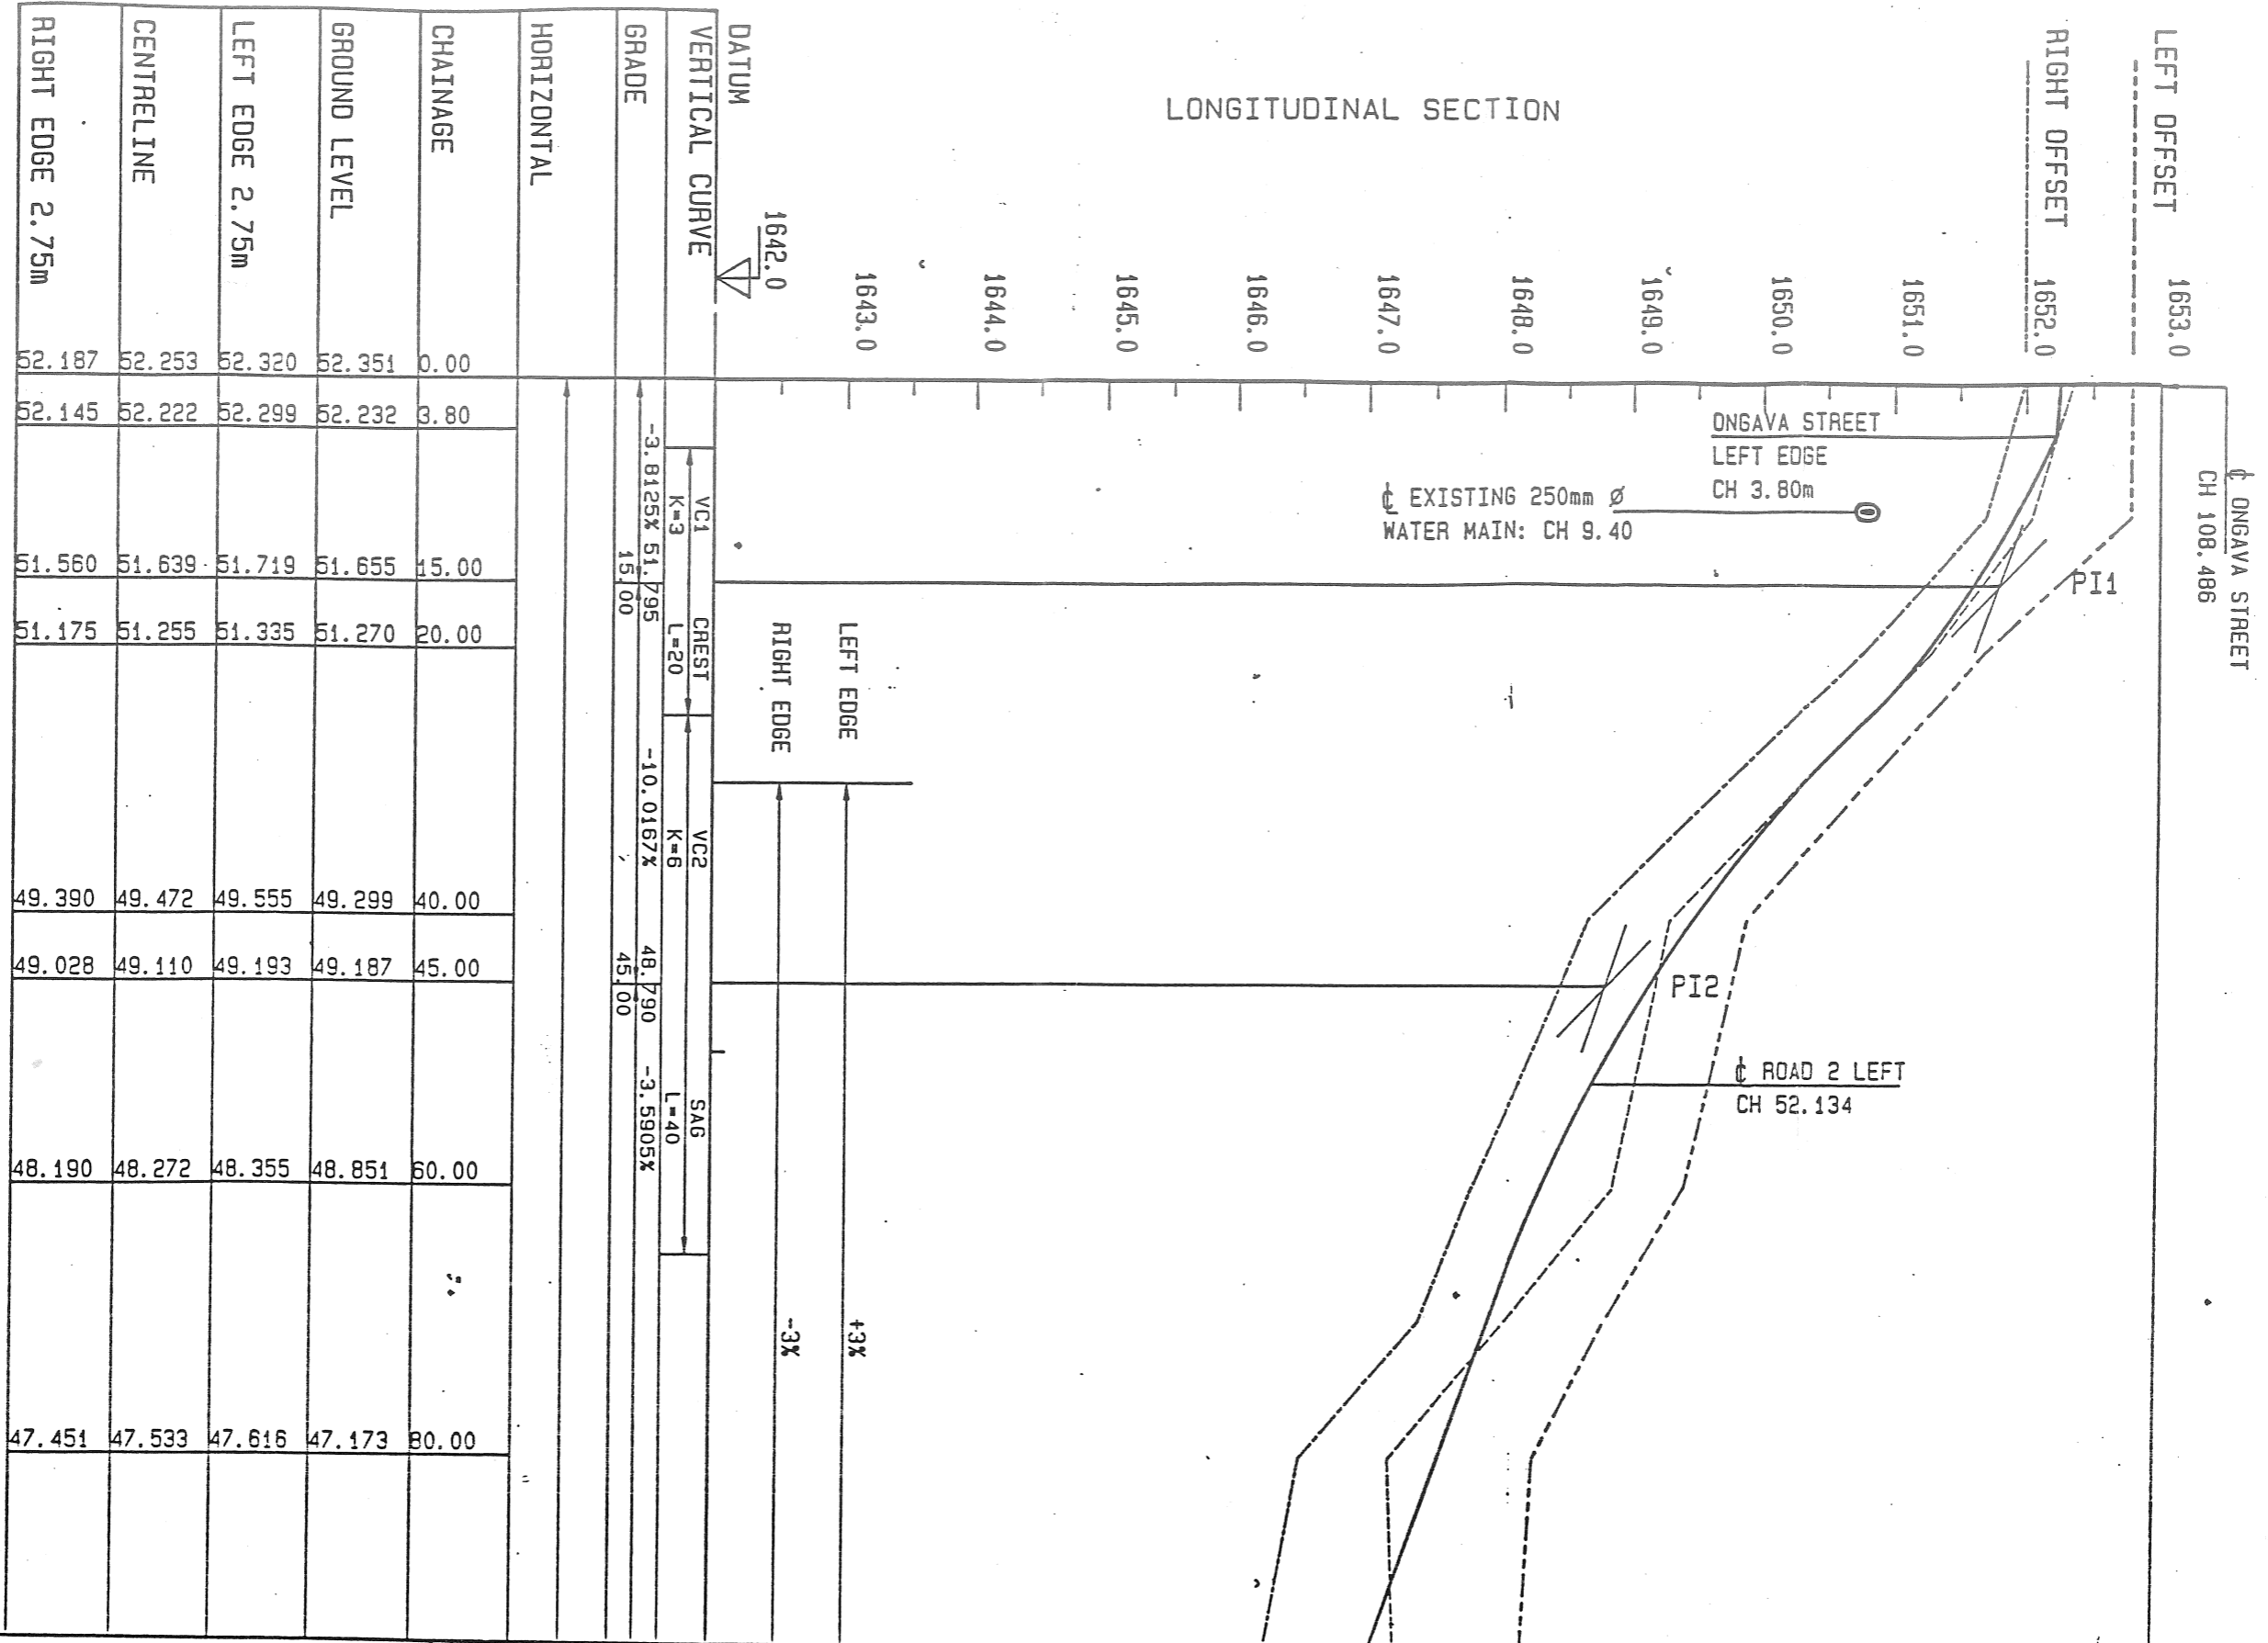 LONGITUDINAL SECTION
LEFT OFFSET
RIGHT OFFSET
1653.0
1652.0
1651.0
1650.0
1649.0
1648.0
1647.0
1646.0
1645.0
1644.0
1643.0
1642.0
₵ ONGAVA STREET
CH 108.486
ONGAVA STREET
LEFT EDGE
CH 3.80m
₵ EXISTING 250mm Ø
WATER MAIN: CH 9.40
PI1
PI2
₵ ROAD 2 LEFT
CH 52.134
LEFT EDGE +3%
RIGHT EDGE -3%
DATUM
VERTICAL CURVE VC1 CREST VC2 SAG
K=3 L=20 K=6 L=40
GRADE -3.8125% 51.795 -10.0167% 48.790 -3.5905%
15.00 45.00
HORIZONTAL
CHAINAGE 0.00 3.80 15.00 20.00 40.00 45.00 60.00 80.00
GROUND LEVEL 52.351 52.232 51.655 51.270 49.299 49.187 48.851 47.173
LEFT EDGE 2.75m 52.320 52.299 51.719 51.335 49.555 49.193 48.355 47.616
CENTRELINE 52.253 52.222 51.639 51.255 49.472 49.110 48.272 47.533
RIGHT EDGE 2.75m 52.187 52.145 51.560 51.175 49.390 49.028 48.190 47.451